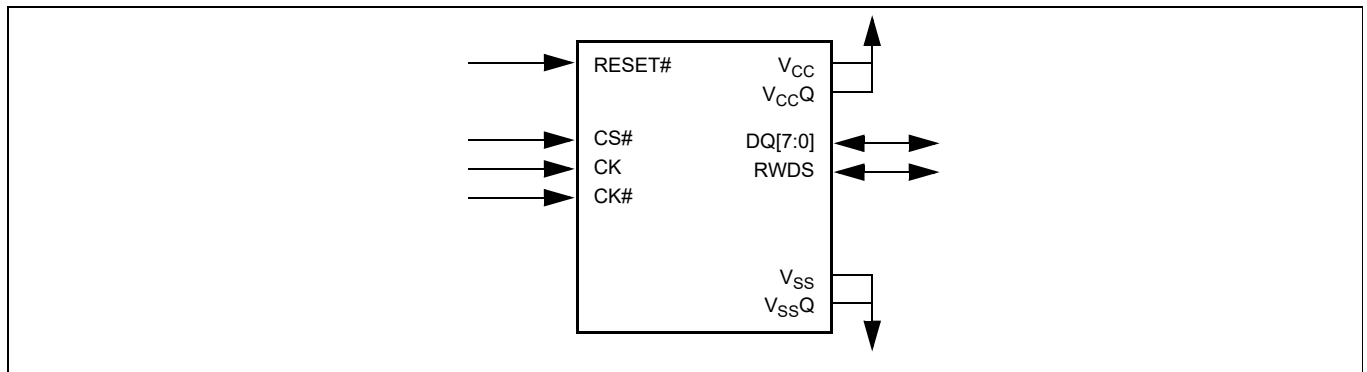 RESET#
CS#
CK
CK#
VCC
VCCQ
DQ[7:0]
RWDS
VSS
VSSQ